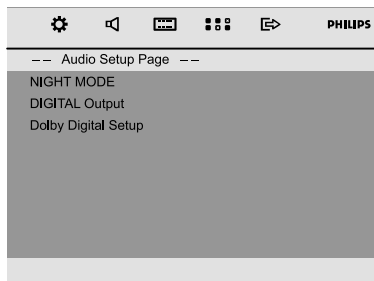 PHILIPS
-- Audio Setup Page --
NIGHT MODE
DIGITAL Output
Dolby Digital Setup